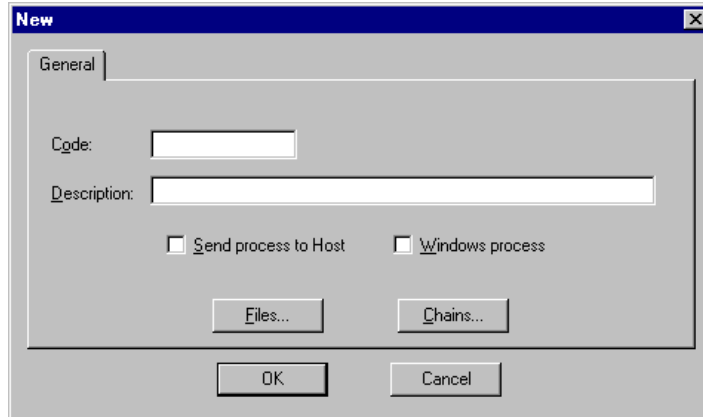 New
General
Code:
Description:
Send process to Host Windows process
Files... Chains...
OK Cancel